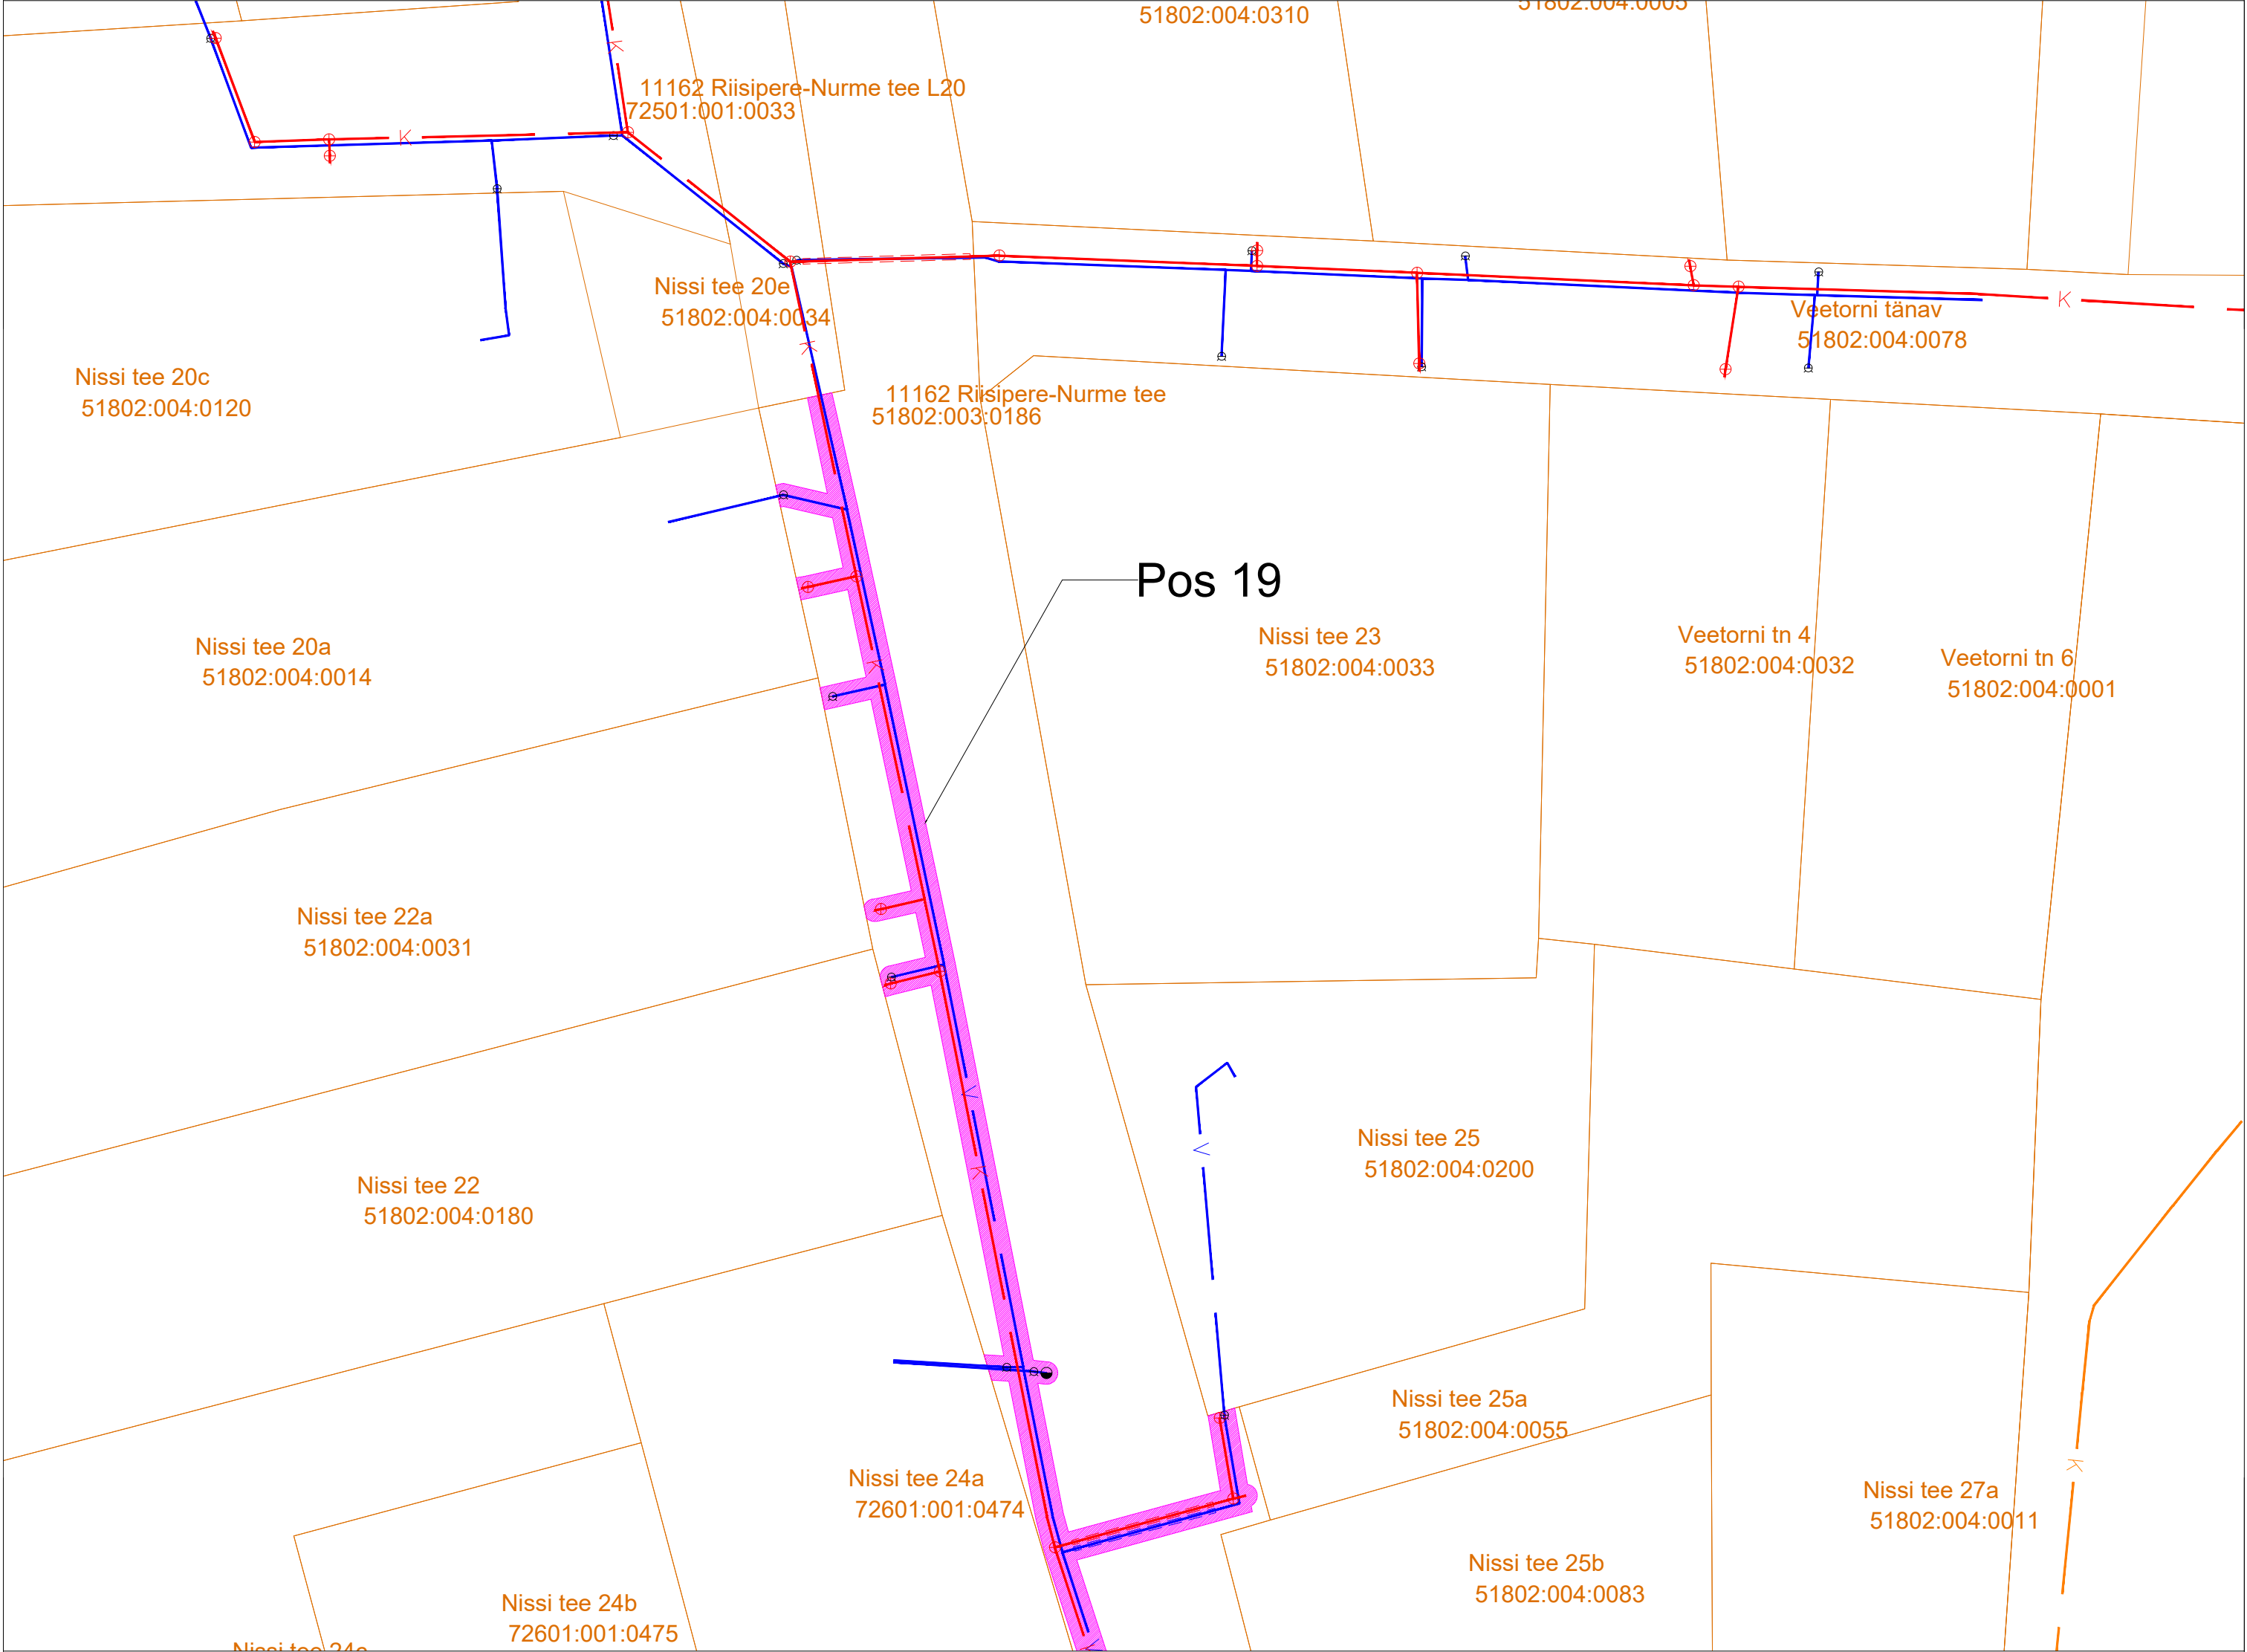 51802:004:0310
51802:004:0005
11162 Riisipere-Nurme tee L20
72501:001:0033
K
K
Nissi tee 20e
51802:004:0034
K
Veetorni tänav
51802:004:0078
K
Nissi tee 20c
51802:004:0120
11162 Riisipere-Nurme tee
51802:003:0186
Pos 19
Nissi tee 23
51802:004:0033
Veetorni tn 4
51802:004:0032
Veetorni tn 6
51802:004:0001
Nissi tee 20a
51802:004:0014
K
Nissi tee 22a
51802:004:0031
V
K
V
Nissi tee 25
51802:004:0200
Nissi tee 22
51802:004:0180
Nissi tee 25a
51802:004:0055
Nissi tee 24a
72601:001:0474
K
Nissi tee 27a
51802:004:0011
Nissi tee 25b
51802:004:0083
Nissi tee 24b
72601:001:0475